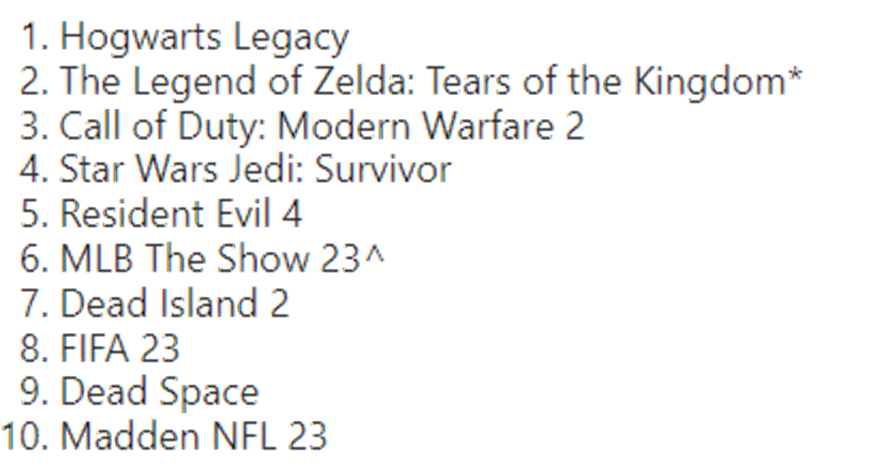 1. Hogwarts Legacy
2. The Legend of Zelda: Tears of the Kingdom*
3. Call of Duty: Modern Warfare 2
4. Star Wars Jedi: Survivor
5. Resident Evil 4
6. MLB The Show 23^
7. Dead Island 2
8. FIFA 23
9. Dead Space
10. Madden NFL 23